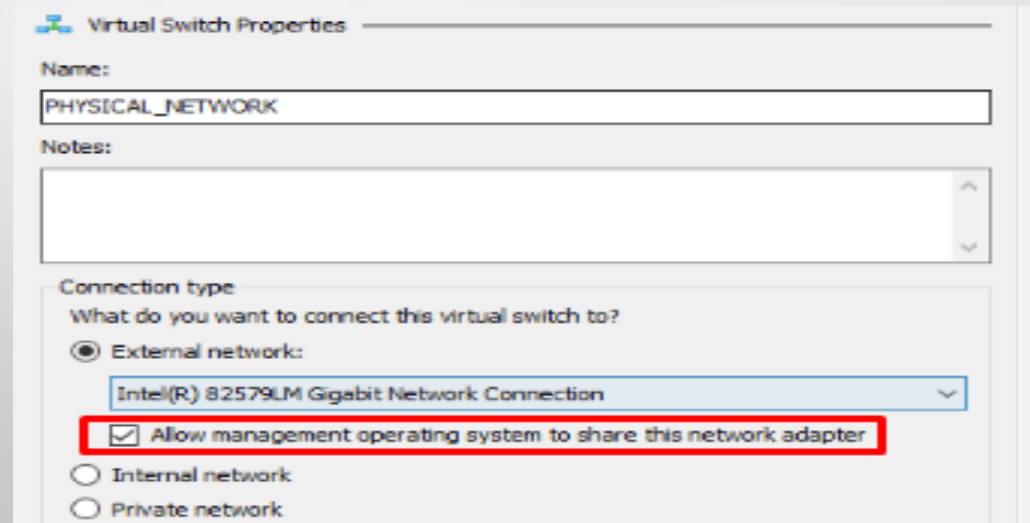 Virtual Switch Properties
Name:
PHYSICAL_NETWORK
Notes:
Connection type
What do you want to connect this virtual switch to?
External network:
Intel(R) 82579LM Gigabit Network Connection
Allow management operating system to share this network adapter
Internal network
Private network